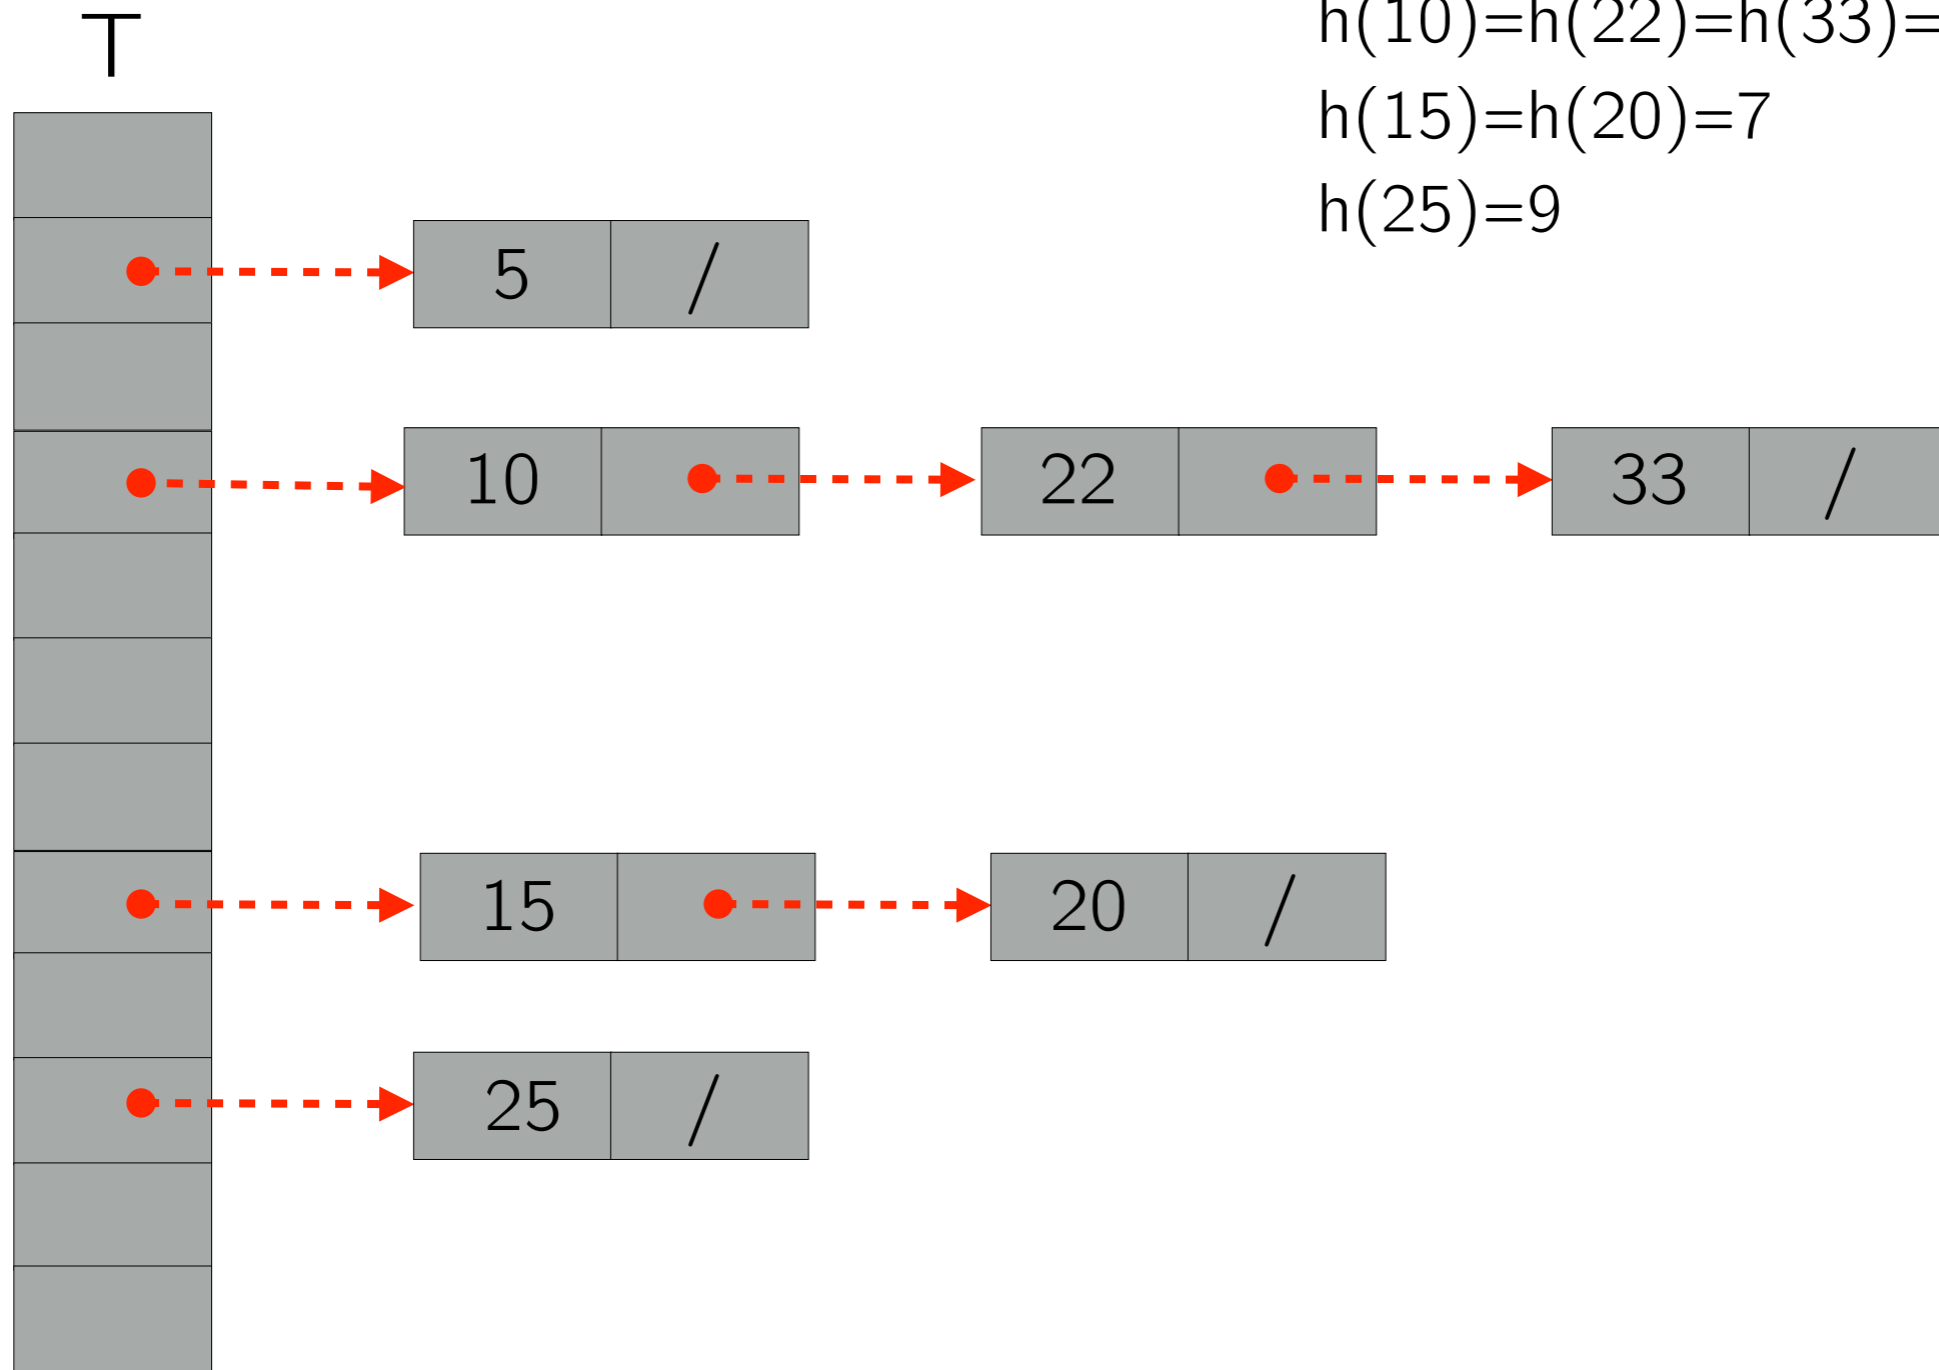 T
h(10)=h(22)=h(33)=
h(15)=h(20)=7
h(25)=9
5 /
10 22 33 /
15 20 /
25 /